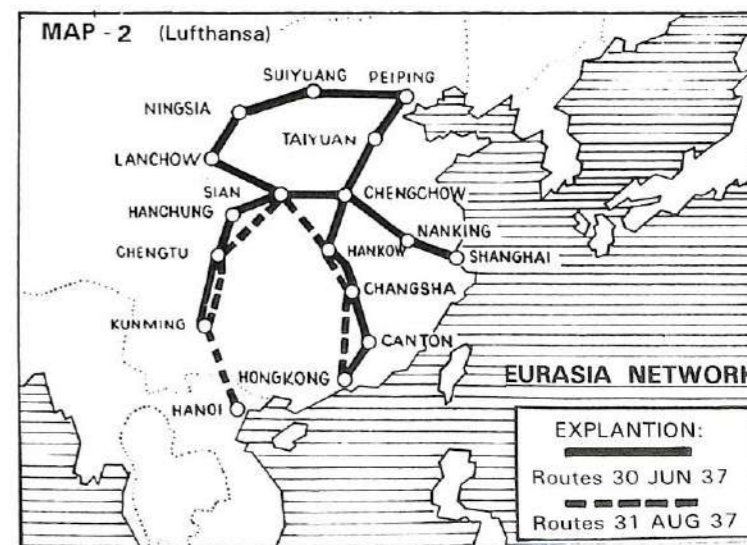 MAP - 2 (Lufthansa)
SUIYUANG
PEIPING
NINGSIA
TAIYUAN
LANCHOW
SIAN
CHENGCHOW
HANCHUNG
NANKING
CHENGTU
HANKOW
SHANGHAI
CHANGSHA
KUNMING
CANTON
HONGKONG
EURASIA NETWORK
HANOI
EXPLANTION:
Routes 30 JUN 37
Routes 31 AUG 37